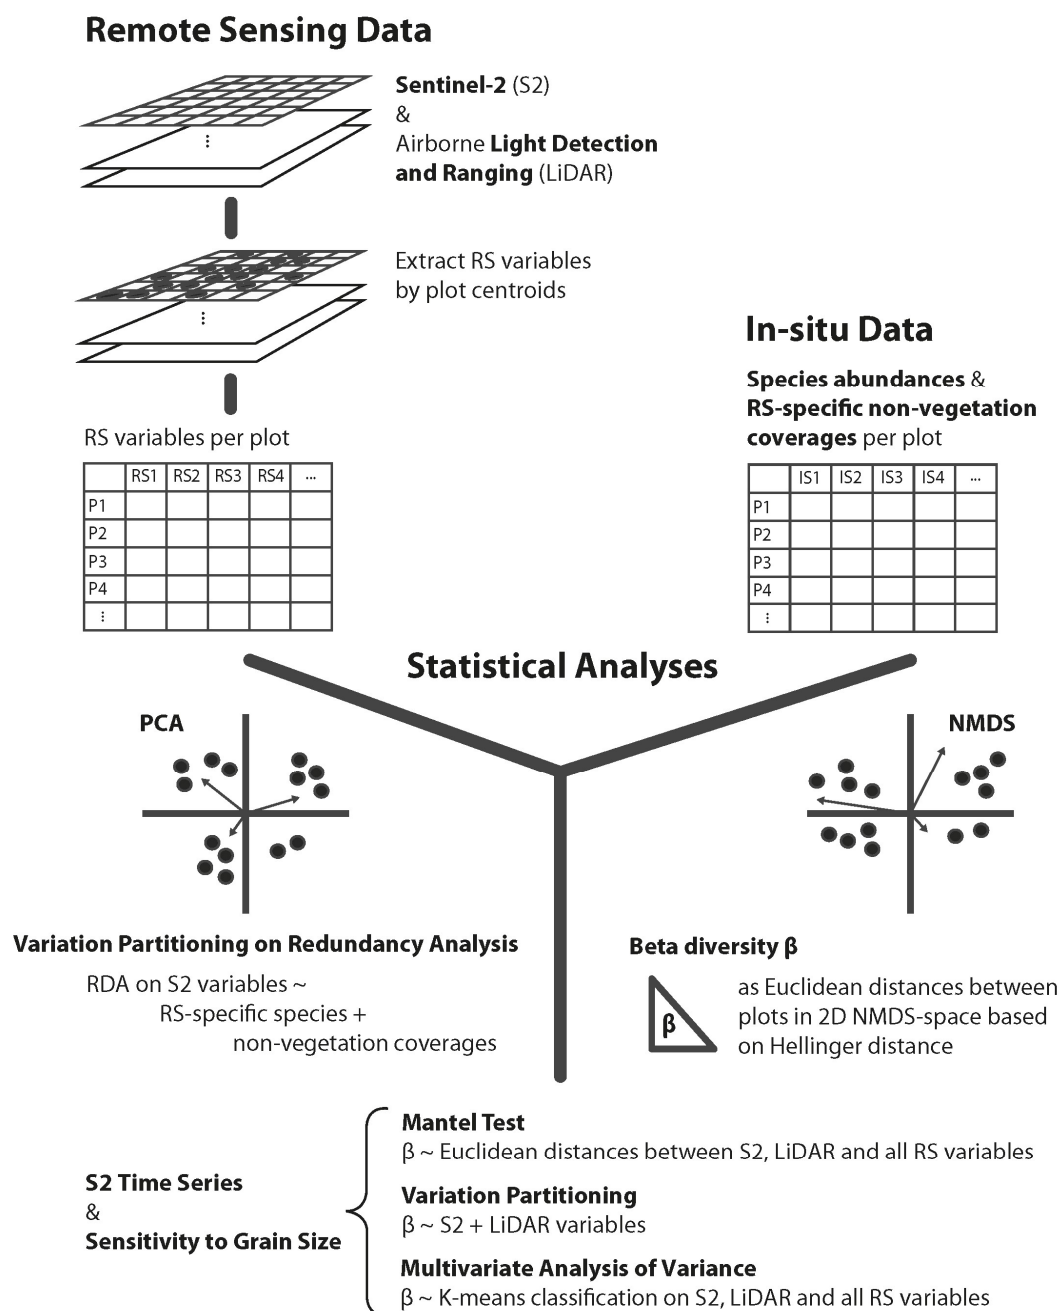 Remote Sensing Data
Sentinel-2 (S2)
&
Airborne Light Detection
and Ranging (LiDAR)
Extract RS variables
by plot centroids
In-situ Data
Species abundances &
RS-specific non-vegetation
coverages per plot
RS variables per plot
RS1 RS2 RS3 RS4 ...
P1
P2
P3
P4
⋮
IS1 IS2 IS3 IS4 ...
P1
P2
P3
P4
⋮
Statistical Analyses
PCA
NMDS
Variation Partitioning on Redundancy Analysis
RDA on S2 variables ~
RS-specific species +
non-vegetation coverages
Beta diversity β
β
as Euclidean distances between
plots in 2D NMDS-space based
on Hellinger distance
S2 Time Series
&
Sensitivity to Grain Size
Mantel Test
β ~ Euclidean distances between S2, LiDAR and all RS variables
Variation Partitioning
β ~ S2 + LiDAR variables
Multivariate Analysis of Variance
β ~ K-means classification on S2, LiDAR and all RS variables